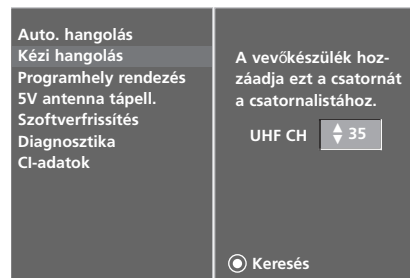 Auto. hangolás
Kézi hangolás
Programhely rendezés
5V antenna tápell.
Szoftverfrissítés
Diagnosztika
CI-adatok
A vevőkészülék hoz-
záadja ezt a csatornát
a csatornalistához.
UHF CH 35
Keresés